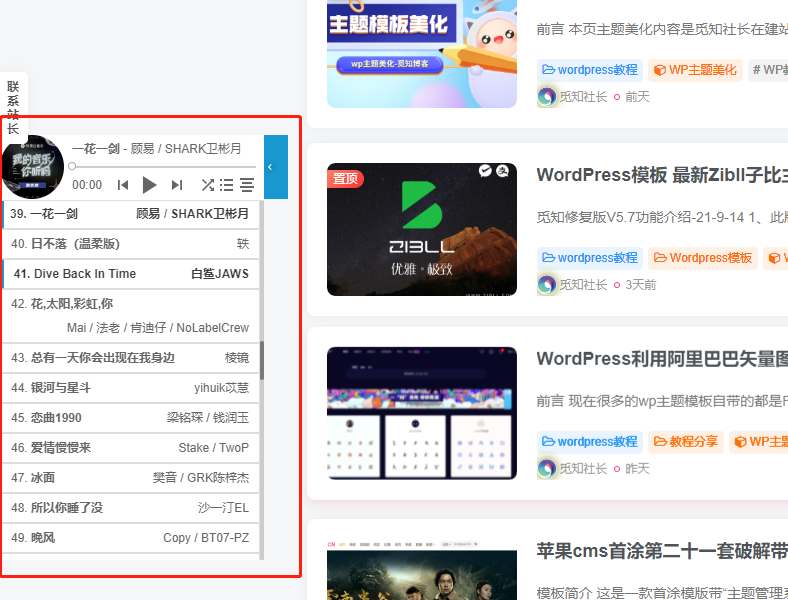 联系站长
我的音乐
你听吗
一花一剑 - 顾易 / SHARK卫彬月
00:00
39. 一花一剑 顾易 / SHARK卫彬月
40. 日不落（温柔版） 轶
41. Dive Back In Time 白鲨JAWS
42. 花,太阳,彩虹,你
Mai / 法老 / 肯迪仔 / NoLabelCrew
43. 总有一天你会出现在我身边 棱镜
44. 银河与星斗 yihuik苡慧
45. 恋曲1990 梁铭琛 / 钱润玉
46. 爱情慢慢来 Stake / TwoP
47. 冰面 樊音 / GRK陈梓杰
48. 所以你睡了没 沙一汀EL
49. 晚风 Copy / BT07-PZ
主题模板美化
wp主题美化-觅知博客
前言 本页主题美化内容是觅知社长在建站
wordpress教程 WP主题美化 # WP教
觅知社长 前天
置顶
ZIBLL
优雅·极致
WordPress模板 最新Zibll子比主
觅知修复版V5.7功能介绍-21-9-14 1、此版
wordpress教程 WordPress模板 W
觅知社长 3天前
WordPress利用阿里巴巴矢量图
前言 现在很多的wp主题模板自带的都是F
wordpress教程 教程分享 WP主题
觅知社长 昨天
苹果cms首涂第二十一套破解带
模板简介 这是一款首涂模版带“主题管理系